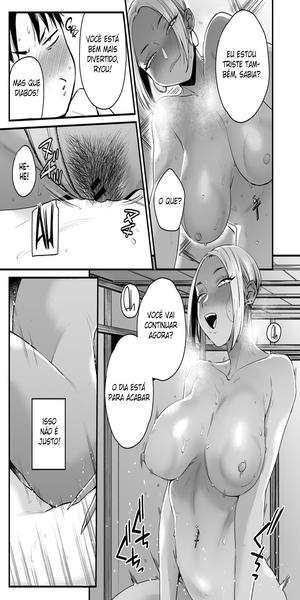 EU ESTOU
TRISTE TAM-
BÉM, SABIA?
VOCÊ ESTÁ
BEM MAIS
DIVERTIDO,
RYOU!
MAS QUE
DIABOS!
O QUE?
HE-
HE!
VOCÊ VAI
CONTINUAR
AGORA?
O DIA ESTÁ
PARA ACABAR
ISSO
NÃO É
JUSTO!